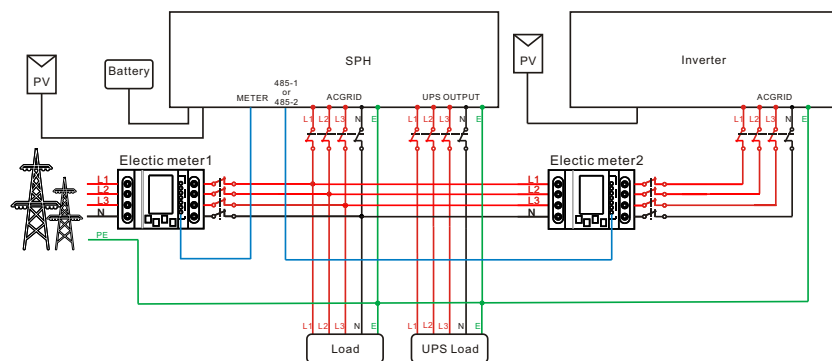 SPH
Inverter
PV
Battery
PV
METER
485-1
or
485-2
ACGRID
UPS OUTPUT
ACGRID
L1 L2 L3 N E
L1 L2 L3 N E
L1 L2 L3 N E
Electic meter1
Electic meter2
L1
L2
L3
N
PE
L1
L2
L3
N
L1 L2 L3 N E
L1 L2 L3 N E
Load
UPS Load